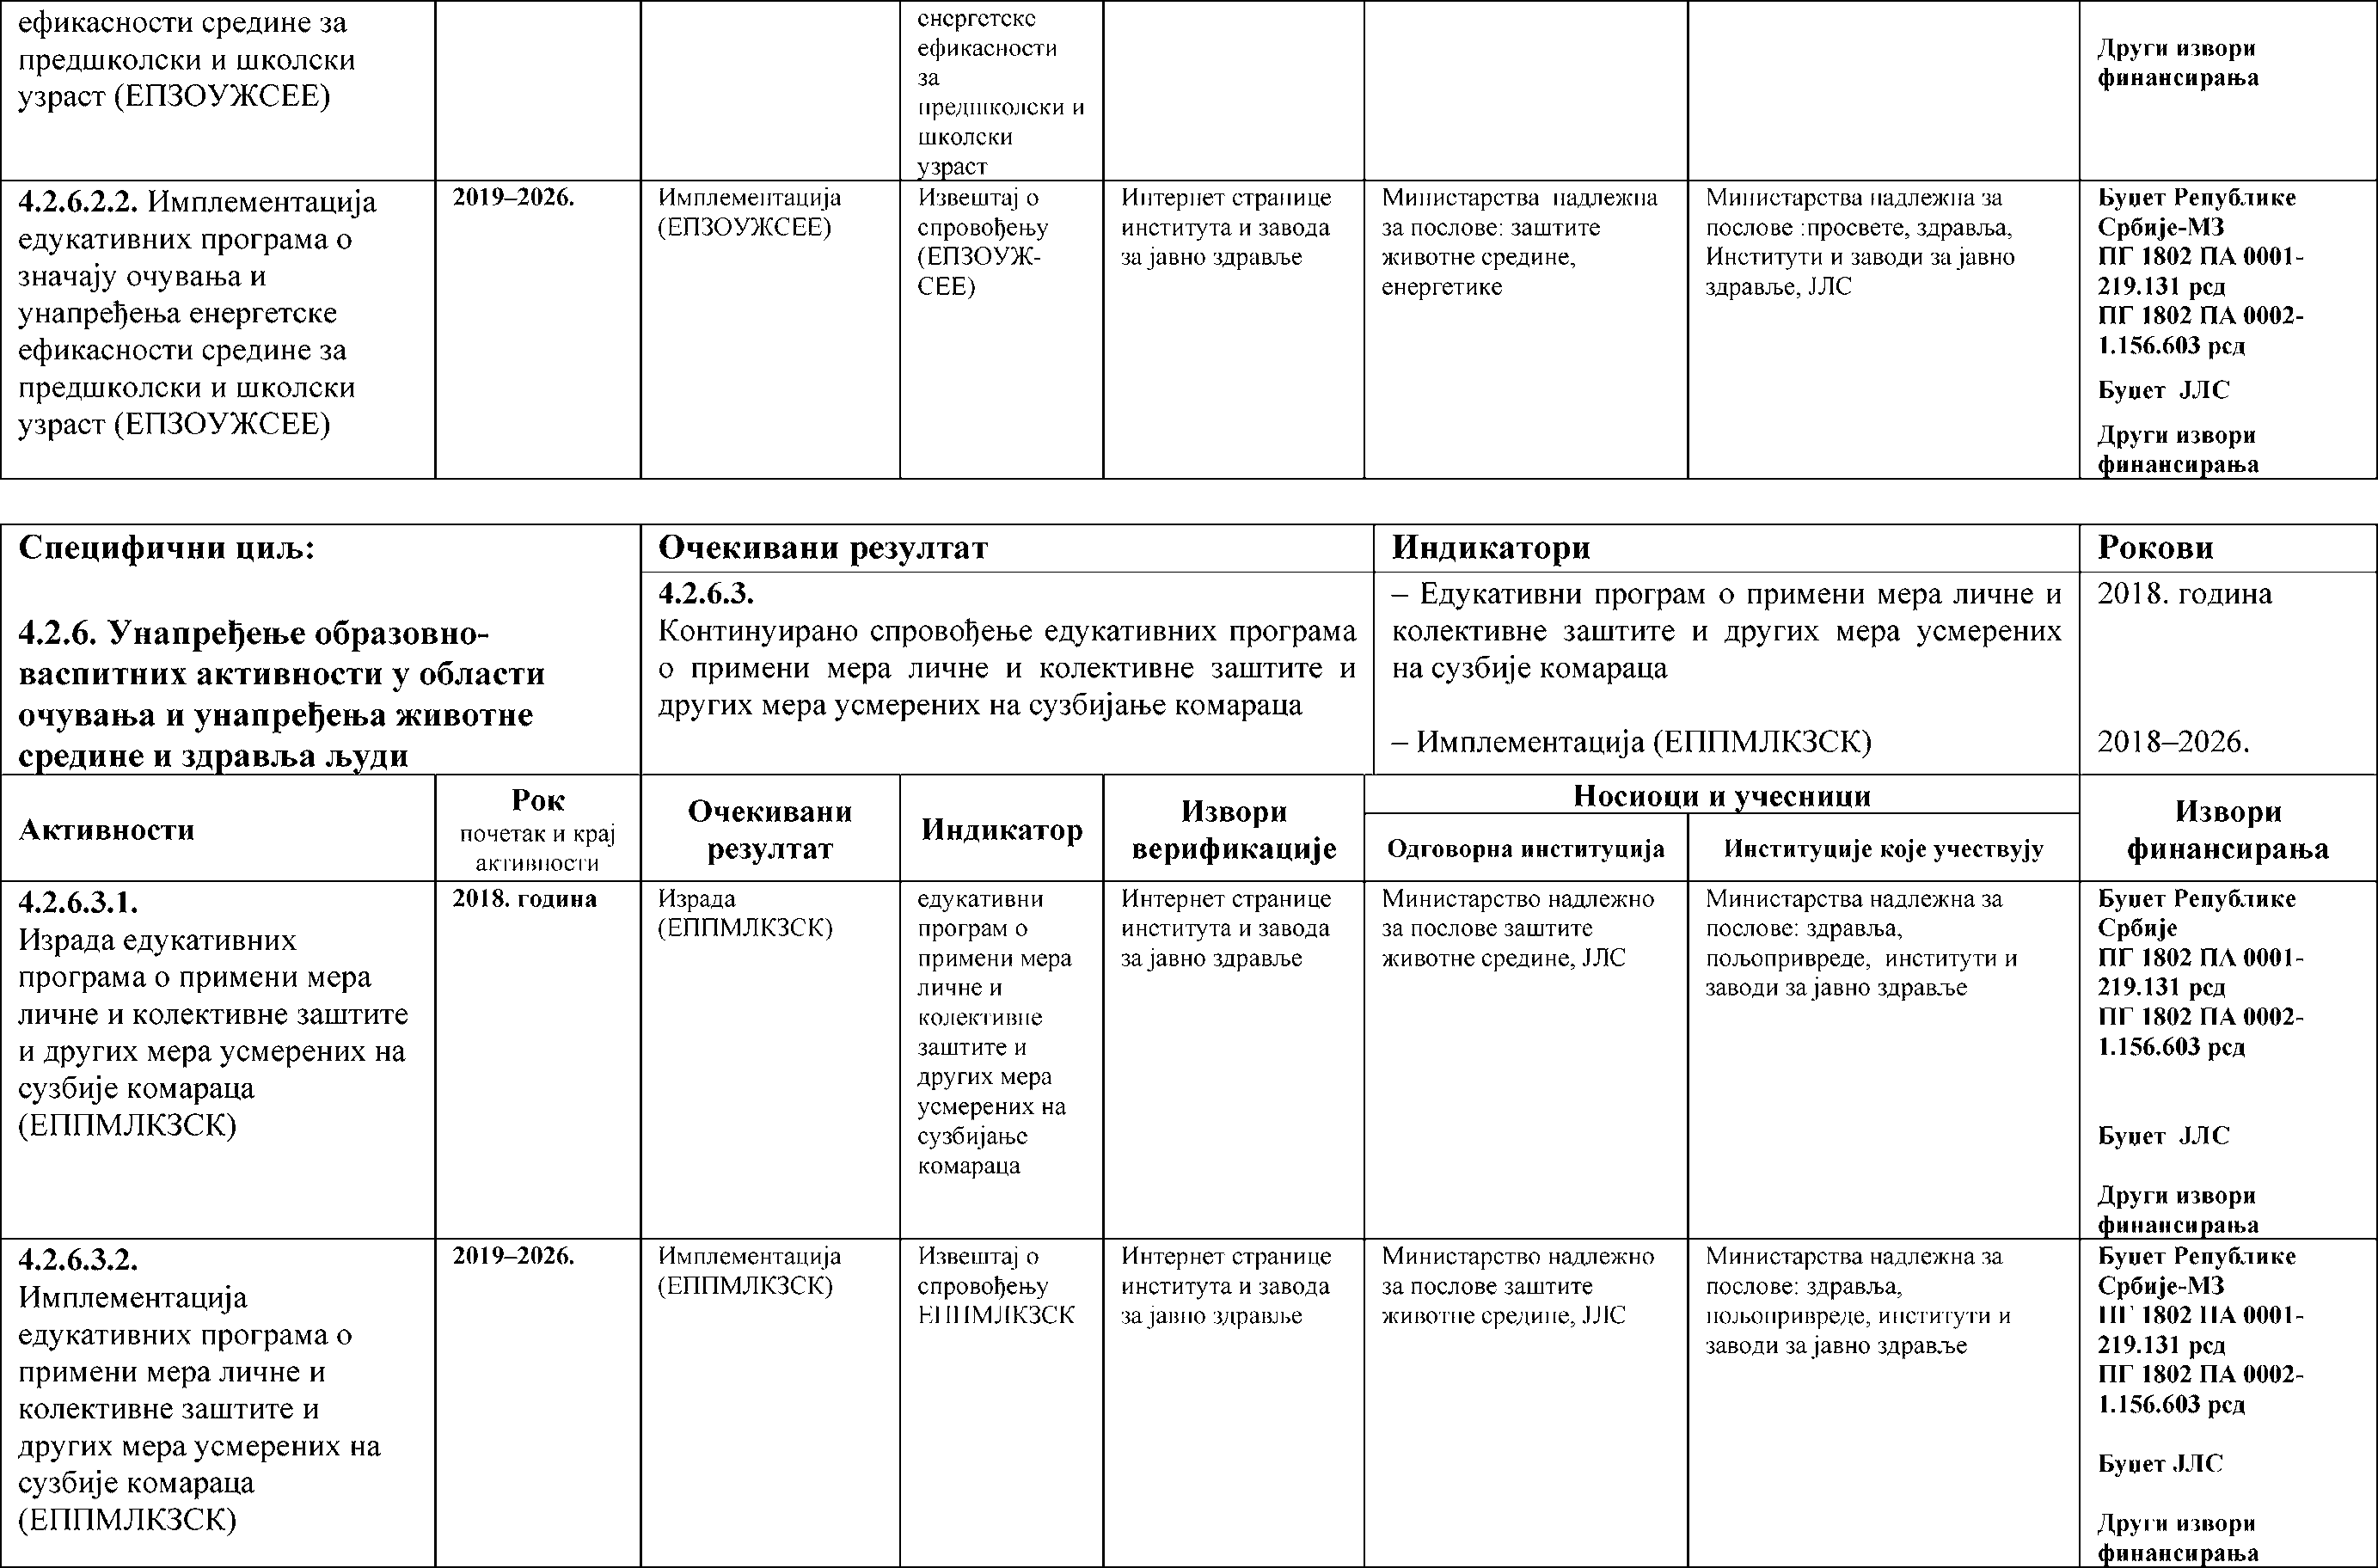 ефикасности средине за
предшколски и школски
узраст (ЕПЗОУЖСЕЕ)
енергетске
ефикасности
за
предшколски и
школски
узраст
Други извори
финансирања
4.2.6.2.2. Имплементација
едукативних програма о
значају очувања и
унапређења енергетске
ефикасности средине за
предшколски и школски
узраст (ЕПЗОУЖСЕЕ)
2019–2026.
Имплементација
(ЕПЗОУЖСЕЕ)
Извештај о
спровођењу
(ЕПЗОУЖ-
СЕЕ)
Интернет странице
института и завода
за јавно здравље
Министарства надлежна
за послове: заштите
животне средине,
енергетике
Министарства надлежна за
послове :просвете, здравља,
Институти и заводи за јавно
здравље, ЈЛС
Буџет Републике
Србије-МЗ
ПГ 1802 ПА 0001-
219.131 рсд
ПГ 1802 ПА 0002-
1.156.603 рсд
Буџет ЈЛС
Други извори
финансирања
Специфични циљ:
4.2.6. Унапређење образовно-
васпитних активности у области
очувања и унапређења животне
средине и здравља људи
Очекивани резултат
4.2.6.3.
Континуирано спровођење едукативних програма
о примени мера личне и колективне заштите и
других мера усмерених на сузбијање комараца
Индикатори
– Едукативни програм о примени мера личне и
колективне заштите и других мера усмерених
на сузбије комараца
– Имплементација (ЕППМЛКЗСК)
Рокови
2018. година
2018–2026.
Активности
Рок
почетак и крај
активности
Очекивани
резултат
Индикатор
Извори
верификације
Носиоци и учесници
Одговорна институција
Институције које учествују
Извори
финансирања
4.2.6.3.1.
Израда едукативних
програма о примени мера
личне и колективне заштите
и других мера усмерених на
сузбије комараца
(ЕППМЛКЗСК)
2018. година
Израда
(ЕППМЛКЗСК)
едукативни
програм о
примени мера
личне и
колективне
заштите и
других мера
усмерених на
сузбијање
комараца
Интернет странице
института и завода
за јавно здравље
Министарство надлежно
за послове заштите
животне средине, ЈЛС
Министарства надлежна за
послове: здравља,
пољопривреде, институти и
заводи за јавно здравље
Буџет Републике
Србије
ПГ 1802 ПА 0001-
219.131 рсд
ПГ 1802 ПА 0002-
1.156.603 рсд
Буџет ЈЛС
Други извори
финансирања
4.2.6.3.2.
Имплементација
едукативних програма о
примени мера личне и
колективне заштите и
других мера усмерених на
сузбије комараца
(ЕППМЛКЗСК)
2019–2026.
Имплементација
(ЕППМЛКЗСК)
Извештај о
спровођењу
ЕППМЛКЗСК
Интернет странице
института и завода
за јавно здравље
Министарство надлежно
за послове заштите
животне средине, ЈЛС
Министарства надлежна за
послове: здравља,
пољопривреде, институти и
заводи за јавно здравље
Буџет Републике
Србије-МЗ
ПГ 1802 ПА 0001-
219.131 рсд
ПГ 1802 ПА 0002-
1.156.603 рсд
Буџет ЈЛС
Други извори
финансирања